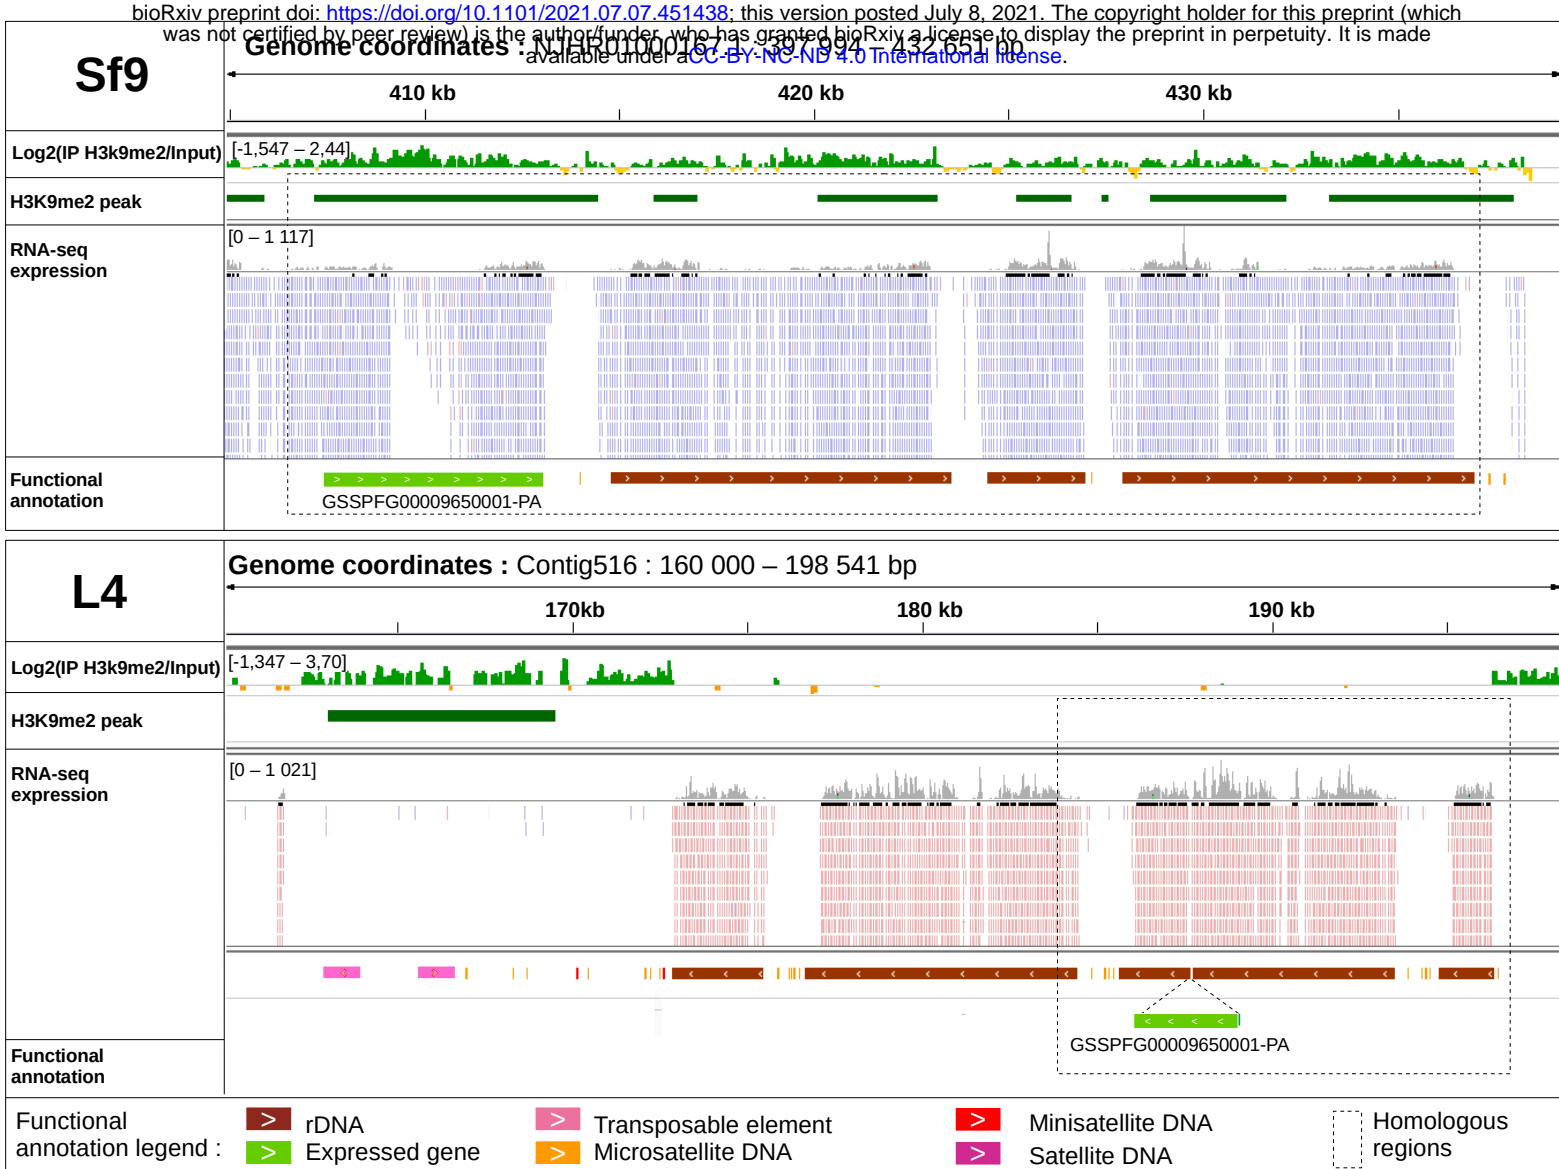 bioRxiv preprint doi: https://doi.org/10.1101/2021.07.07.451438; this version posted July 8, 2021. The copyright holder for this preprint (which
was not certified by peer review) is the author/funder, who has granted bioRxiv a license to display the preprint in perpetuity. It is made
available under aCC-BY-NC-ND 4.0 International license.
Genome coordinates : NJHR01000167.1 : 397 994 – 432 651 bp
Sf9
410 kb 420 kb 430 kb
Log2(IP H3k9me2/Input) [-1,547 – 2,44]
H3K9me2 peak
RNA-seq
expression
[0 – 1 117]
Functional
annotation
GSSPFG00009650001-PA
L4
Genome coordinates : Contig516 : 160 000 – 198 541 bp
170kb 180 kb 190 kb
Log2(IP H3k9me2/Input) [-1,347 – 3,70]
H3K9me2 peak
RNA-seq
expression
[0 – 1 021]
GSSPFG00009650001-PA
Functional
annotation
Functional
annotation legend :
rDNA
Expressed gene
Transposable element
Microsatellite DNA
Minisatellite DNA
Satellite DNA
Homologous
regions